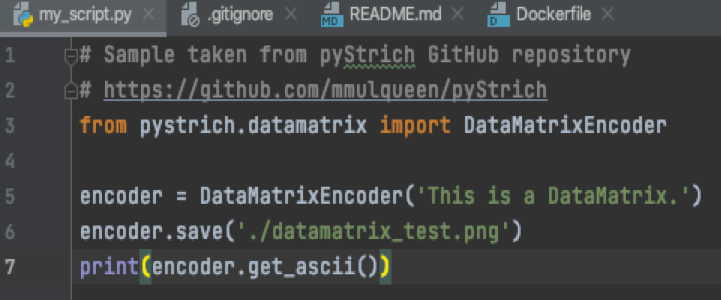 my_script.py .gitignore README.md Dockerfile
1 # Sample taken from pyStrich GitHub repository
2 # https://github.com/mmulqueen/pyStrich
3 from pystrich.datamatrix import DataMatrixEncoder
4
5 encoder = DataMatrixEncoder('This is a DataMatrix.')
6 encoder.save('./datamatrix_test.png')
7 print(encoder.get_ascii())